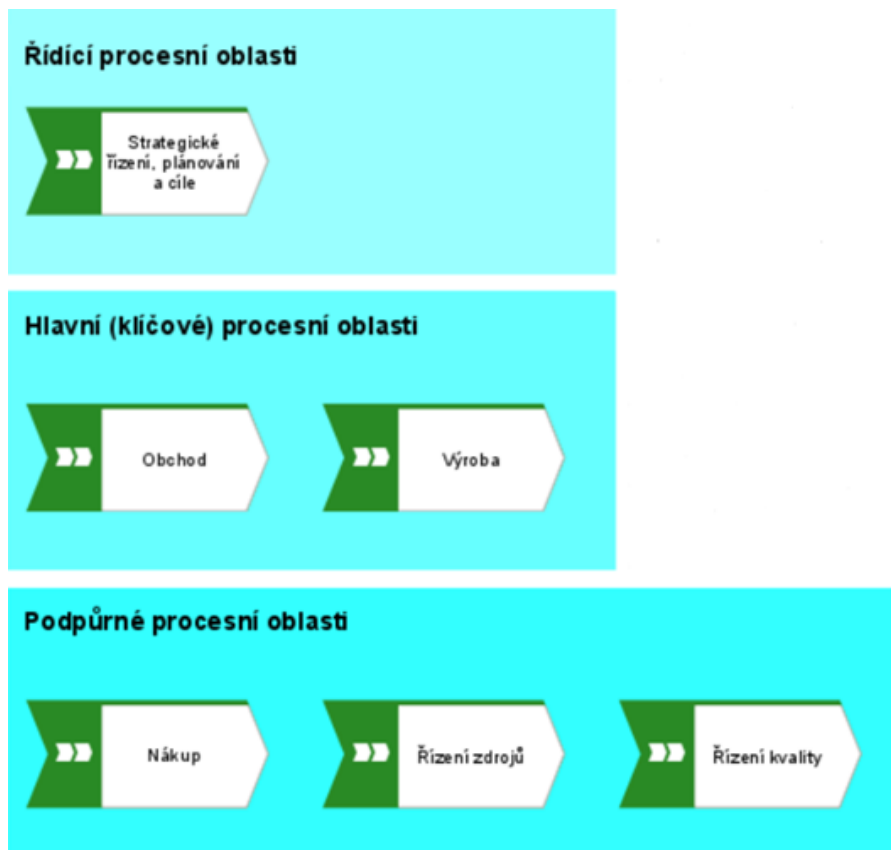 Řídící procesní oblasti
Strategické
řízení, plánování
a cíle
Hlavní (klíčové) procesní oblasti
Obchod
Výroba
Podpůrné procesní oblasti
Nákup
Řízení zdrojů
Řízení kvality